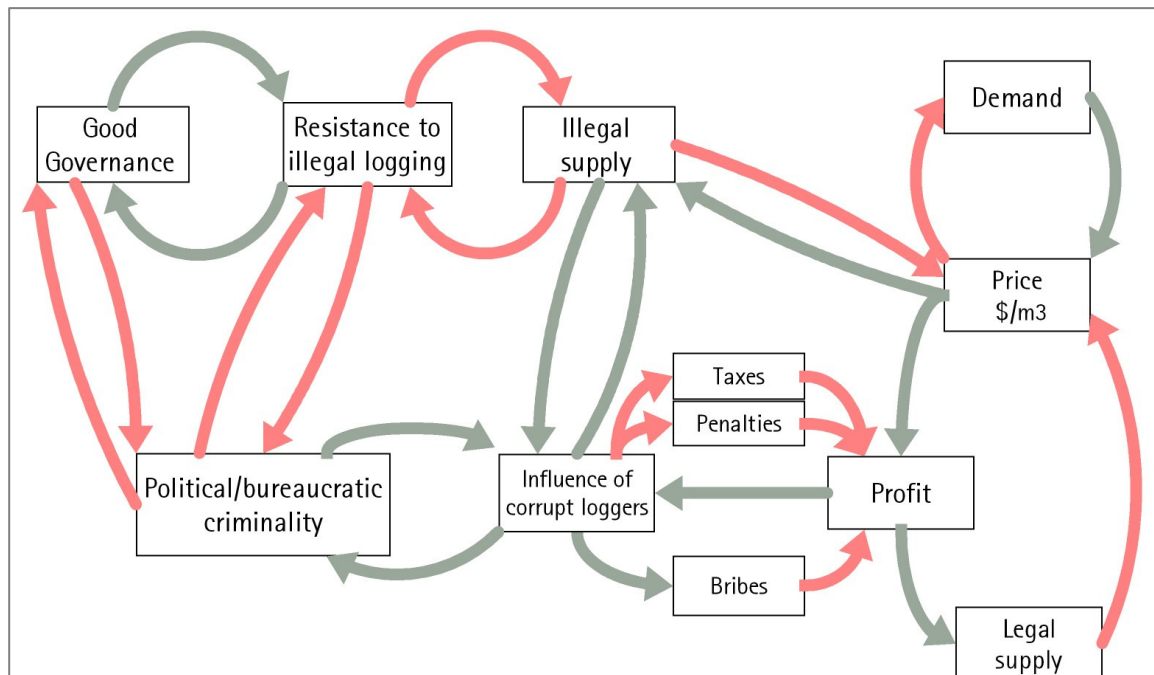 Good
Governance
Resistance to
illegal logging
Illegal
supply
Demand
Price
$/m3
Taxes
Penalties
Political/bureaucratic
criminality
Influence of
corrupt loggers
Profit
Bribes
Legal
supply